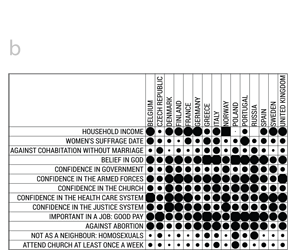 b
BELGIUM
CZECH REPUBLIC
DENMARK
FINLAND
FRANCE
GERMANY
GREECE
ITALY
NORWAY
POLAND
PORTUGAL
RUSSIA
SPAIN
SWEDEN
UNITED KINGDOM
HOUSEHOLD INCOME
WOMEN'S SUFFRAGE DATE
AGAINST COHABITATION WITHOUT MARRIAGE
BELIEF IN GOD
CONFIDENCE IN GOVERNMENT
CONFIDENCE IN THE ARMED FORCES
CONFIDENCE IN THE CHURCH
CONFIDENCE IN THE HEALTH CARE SYSTEM
CONFIDENCE IN THE JUSTICE SYSTEM
IMPORTANT IN A JOB: GOOD PAY
AGAINST ABORTION
NOT AS A NEIGHBOUR: HOMOSEXUALS
ATTEND CHURCH AT LEAST ONCE A WEEK